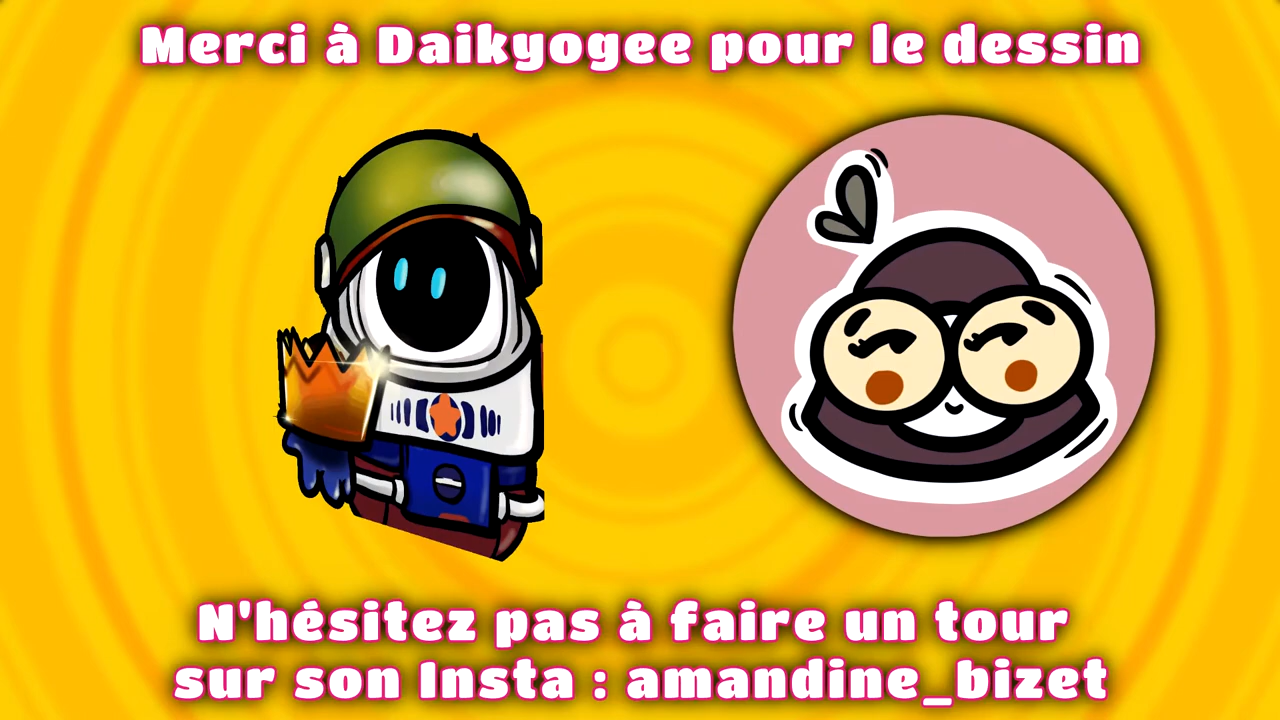 Merci à Daikyogee pour le dessin
N'hésitez pas à faire un tour
sur son Insta : amandine_bizet